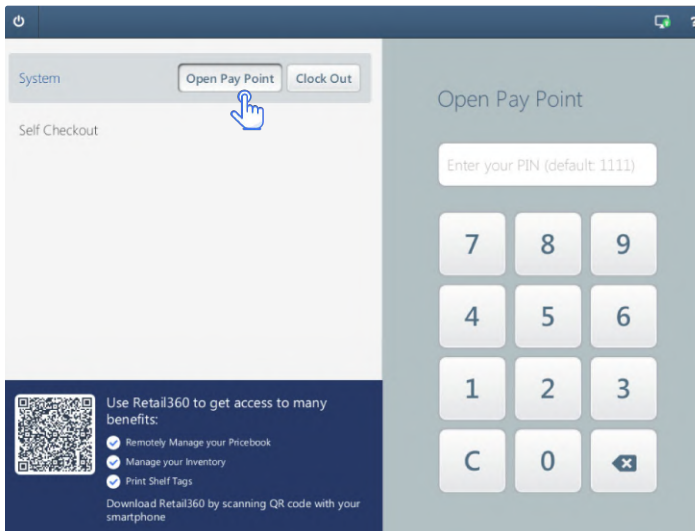 System
Open Pay Point
Clock Out
Self Checkout
Use Retail360 to get access to many
benefits:
Remotely Manage your Pricebook
Manage your Inventory
Print Shelf Tags
Download Retail360 by scanning QR code with your
smartphone
?
Open Pay Point
Enter your PIN (default: 1111)
7 8 9
4 5 6
1 2 3
C 0